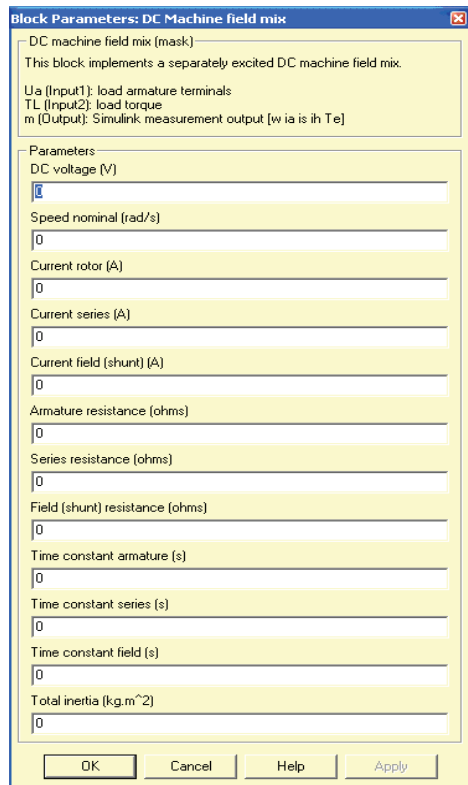 Block Parameters: DC Machine field mix
DC machine field mix (mask)
This block implements a separately excited DC machine field mix.
Ua (Input1): load armature terminals
TL (Input2): load torque
m (Output): Simulink measurement output [w ia is ih Te]
Parameters
DC voltage (V)
0
Speed nominal (rad/s)
0
Current rotor (A)
0
Current series (A)
0
Current field (shunt) (A)
0
Armature resistance (ohms)
0
Series resistance (ohms)
0
Field (shunt) resistance (ohms)
0
Time constant armature (s)
0
Time constant series (s)
0
Time constant field (s)
0
Total inertia (kg.m^2)
0
OK Cancel Help Apply